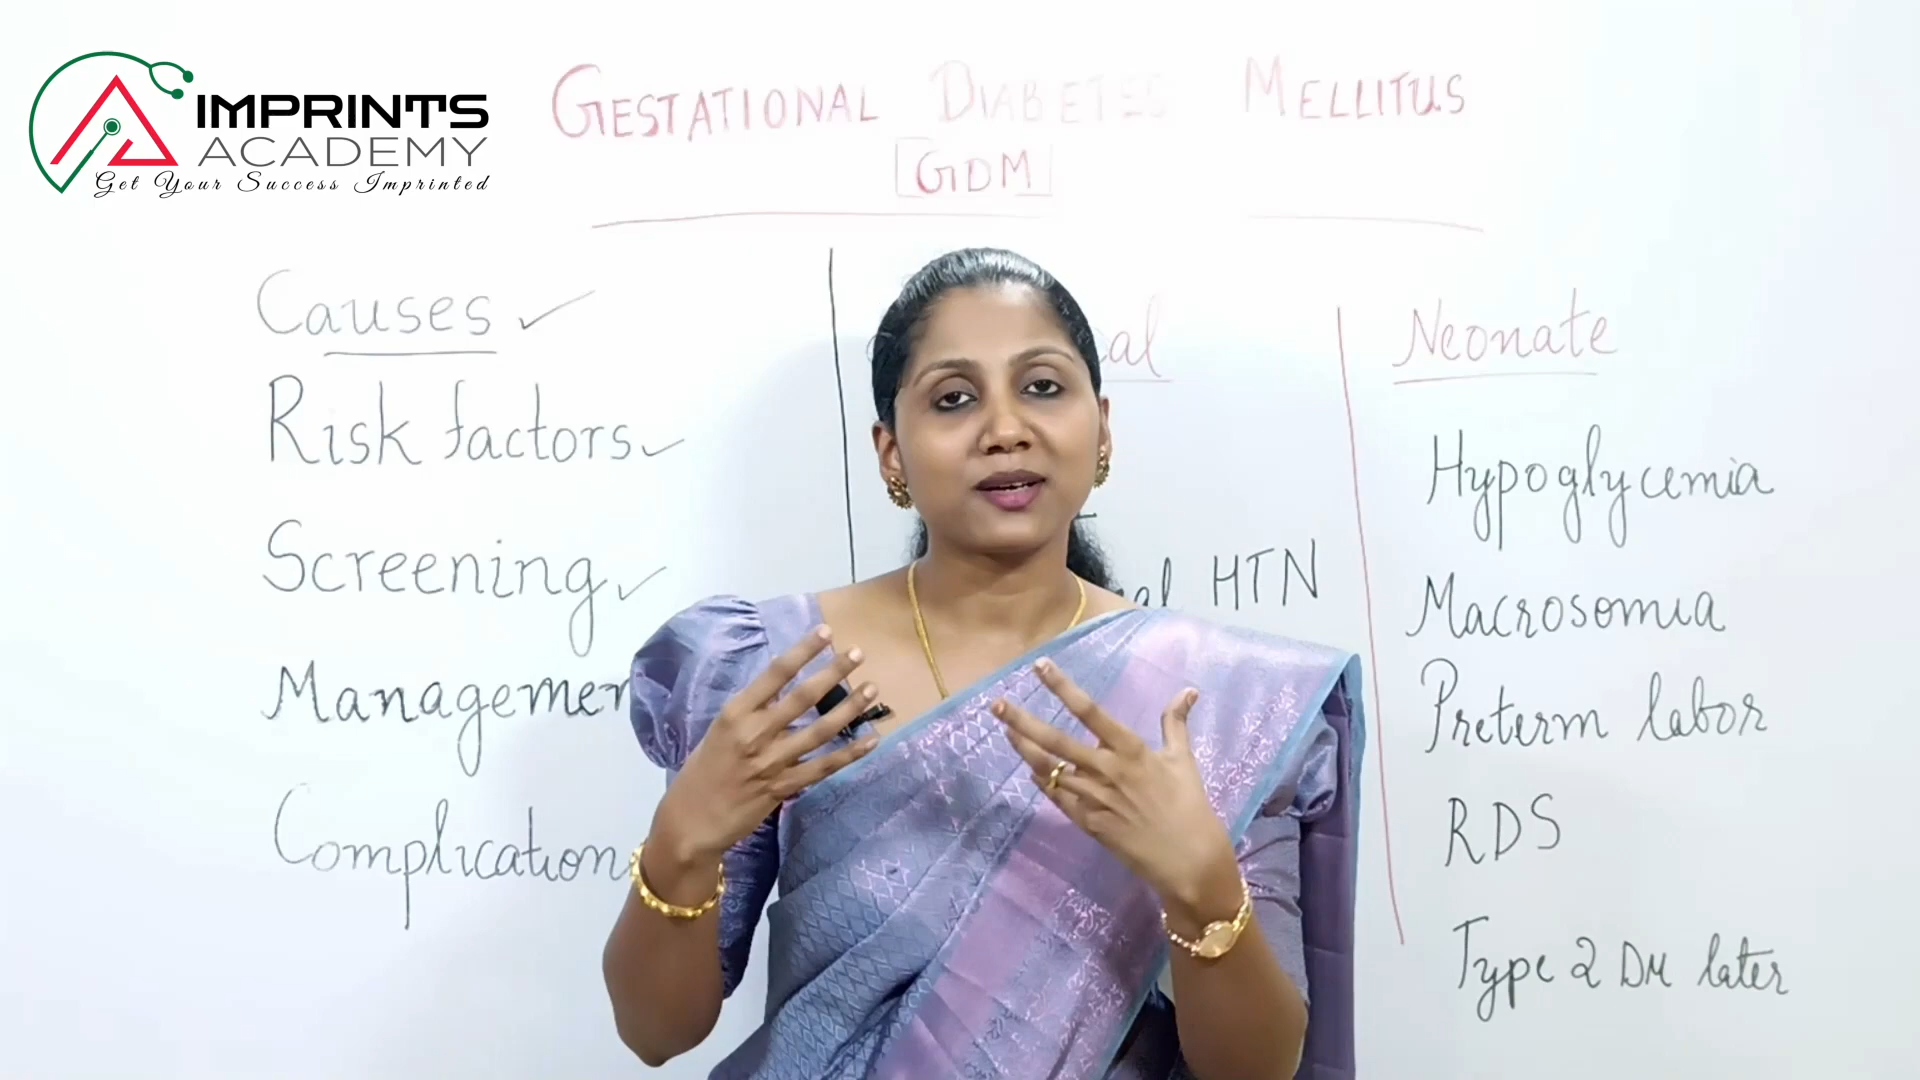 IMPRINTS
ACADEMY
Get Your Success Imprinted
GESTATIONAL DIABETES MELLITUS
GDM
Causes
Risk factors
Screening
HTN
Neonate
Hypoglycemia
Macrosomia
Preterm labor
RDS
Type 2 DM later